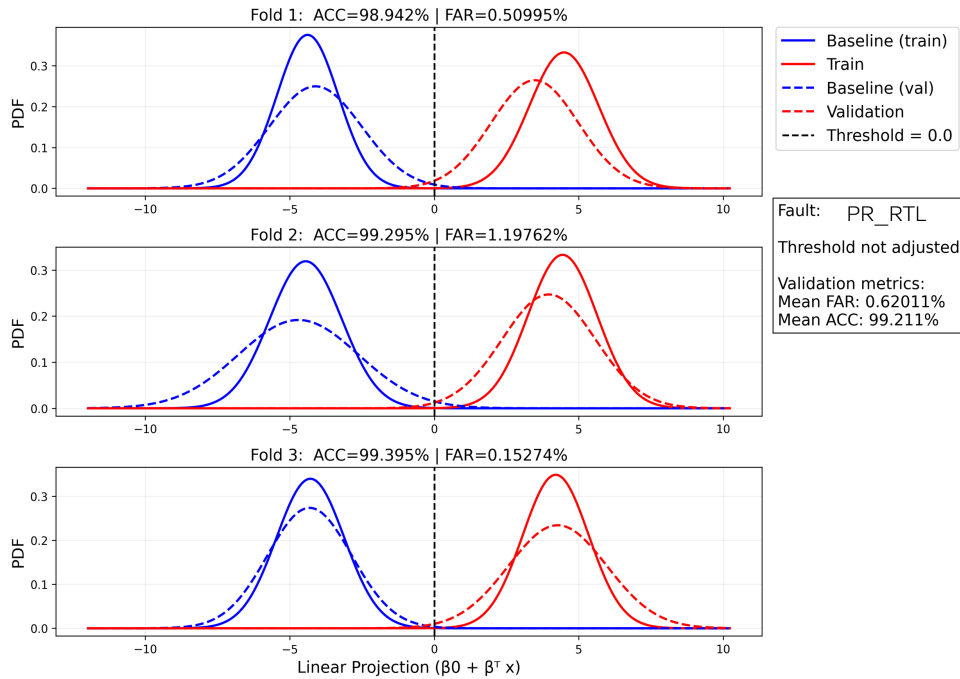 Fold 1:  ACC=98.942% | FAR=0.50995%
PDF
0.3
0.2
0.1
0.0
−10
−5
0
5
10
Baseline (train)
Train
Baseline (val)
Validation
Threshold = 0.0
Fault: PR_RTL
Threshold not adjusted
Validation metrics:
Mean FAR: 0.62011%
Mean ACC: 99.211%
Fold 2:  ACC=99.295% | FAR=1.19762%
PDF
0.3
0.2
0.1
0.0
−10
−5
0
5
10
Fold 3:  ACC=99.395% | FAR=0.15274%
PDF
0.3
0.2
0.1
0.0
−10
−5
0
5
10
Linear Projection (β0 + βᵀ x)